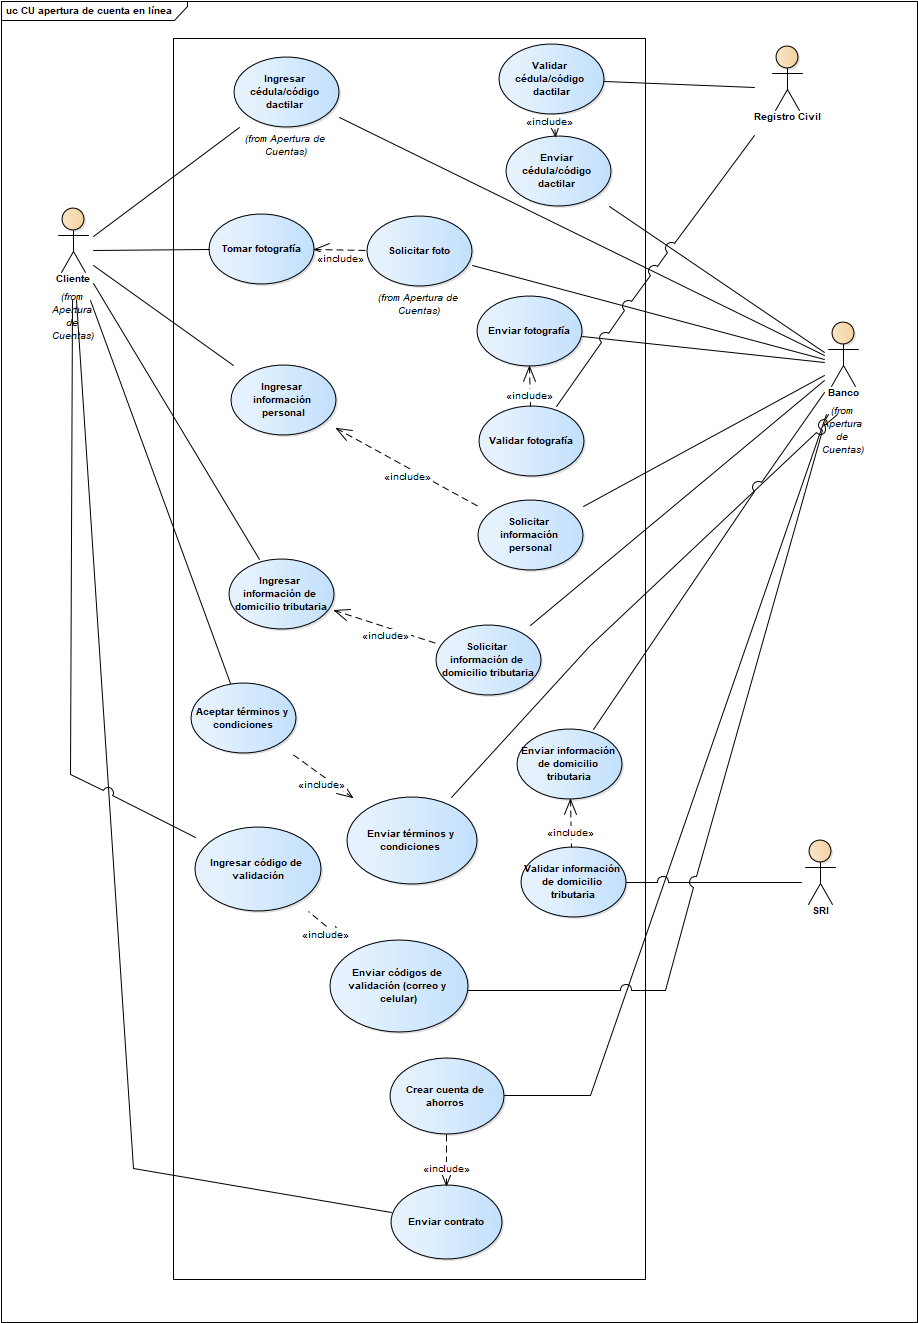 uc CU apertura de cuenta en línea
Ingresar
cédula/código
dactilar
(from Apertura de
Cuentas)
Validar
cédula/código
dactilar
«include»
Enviar
cédula/código
dactilar
Registro Civil
Cliente
(from
Apertura
de
Cuentas)
Tomar fotografía
«include»
Solicitar foto
(from Apertura de
Cuentas)
Enviar fotografía
«include»
Validar fotografía
Banco
(from
Apertura
de
Cuentas)
Ingresar
información
personal
«include»
Solicitar
información
personal
Ingresar
información de
domicilio tributaria
«include»
Solicitar
información de
domicilio tributaria
Aceptar términos y
condiciones
«include»
Enviar términos y
condiciones
Enviar información
de domicilio
tributaria
«include»
Validar información
de domicilio
tributaria
SRI
Ingresar código de
validación
«include»
Enviar códigos de
validación (correo y
celular)
Crear cuenta de
ahorros
«include»
Enviar contrato